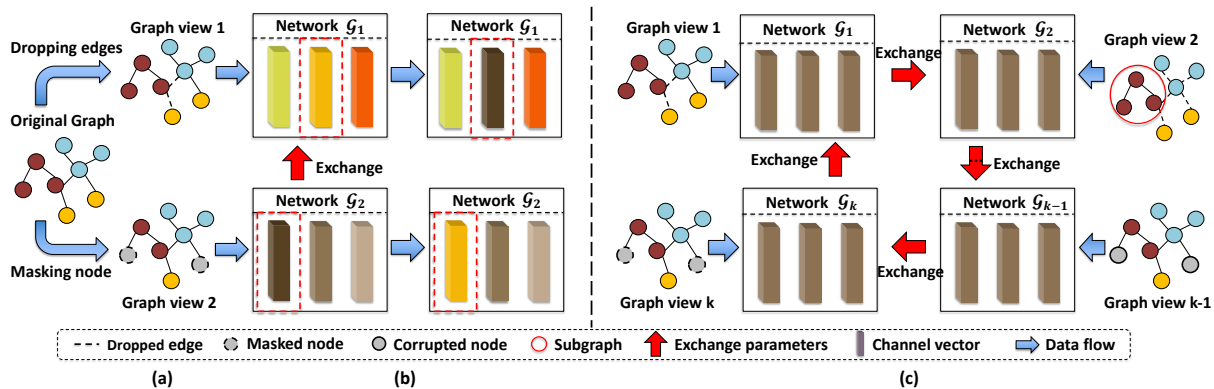 Graph view 1
Dropping edges
Original Graph
Masking node
Graph view 2
Network 𝒢₁
Network 𝒢₁
Exchange
Network 𝒢₂
Network 𝒢₂
Graph view 1
Network 𝒢₁
Exchange
Network 𝒢₂
Graph view 2
Exchange
Exchange
Network 𝒢ₖ
Exchange
Network 𝒢ₖ₋₁
Graph view k
Graph view k-1
Dropped edge
Masked node
Corrupted node
Subgraph
Exchange parameters
Channel vector
Data flow
(a)
(b)
(c)